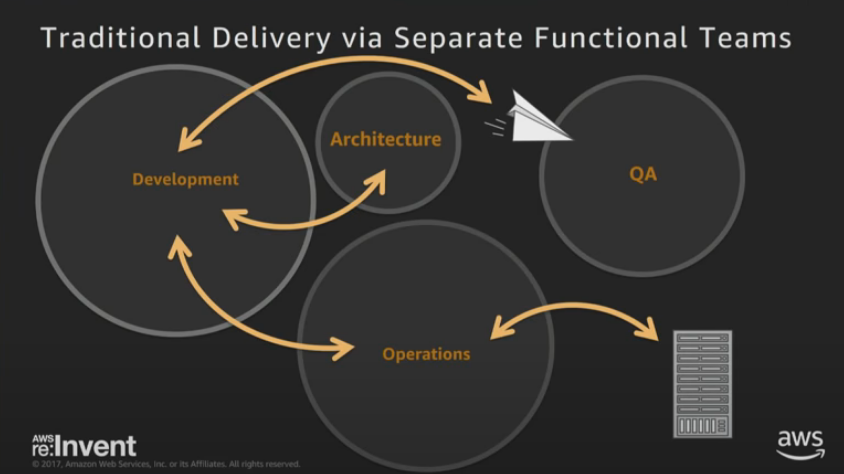 Traditional Delivery via Separate Functional Teams
Architecture
Development
QA
Operations
AWS
re:Invent
aws
© 2017, Amazon Web Services, Inc. or its Affiliates. All rights reserved.